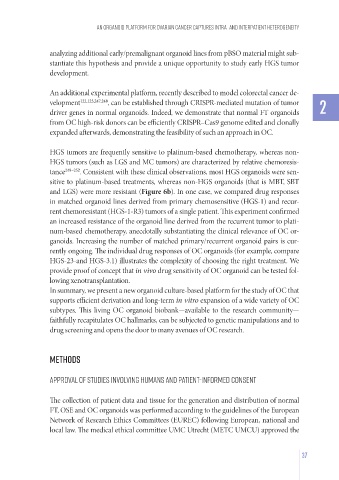 AN ORGANOID PLATFORM FOR OVARIAN CANCER CAPTURES INTRA- AND INTERPATIENT HETEROGENEITY
analyzing additional early/premalignant organoid lines from pBSO material might sub-
stantiate this hypothesis and provide a unique opportunity to study early HGS tumor
development.
An additional experimental platform, recently described to model colorectal cancer de-
velopment, can be established through CRISPR-mediated mutation of tumor
driver genes in normal organoids. Indeed, we demonstrate that normal FT organoids
from OC high-risk donors can be efficiently CRISPR–Cas9 genome edited and clonally
expanded afterwards, demonstrating the feasibility of such an approach in OC.
2
HGS tumors are frequently sensitive to platinum-based chemotherapy, whereas non-
HGS tumors (such as LGS and MC tumors) are characterized by relative chemoresis-
tance. Consistent with these clinical observations, most HGS organoids were sen-
sitive to platinum-based treatments, whereas non-HGS organoids (that is MBT, SBT
and LGS) were more resistant (Figure 6b). In one case, we compared drug responses
in matched organoid lines derived from primary chemosensitive (HGS-1) and recur-
rent chemoresistant (HGS-1-R3) tumors of a single patient. This experiment confirmed
an increased resistance of the organoid line derived from the recurrent tumor to plati-
num-based chemotherapy, anecdotally substantiating the clinical relevance of OC or-
ganoids. Increasing the number of matched primary/recurrent organoid pairs is cur-
rently ongoing. The individual drug responses of OC organoids (for example, compare
HGS-23-and HGS-3.1) illustrates the complexity of choosing the right treatment. We
provide proof of concept that in vivo drug sensitivity of OC organoid can be tested fol-
lowing xenotransplantation.
In summary, we present a new organoid culture-based platform for the study of OC that
supports efficient derivation and long-term in vitro expansion of a wide variety of OC
subtypes. This living OC organoid biobank—available to the research community—
faithfully recapitulates OC hallmarks, can be subjected to genetic manipulations and to
drug screening and opens the door to many avenues of OC research.
METHODS
APPROVAL OF STUDIES INVOLVING HUMANS AND PATIENT-INFORMED CONSENT
The collection of patient data and tissue for the generation and distribution of normal
FT, OSE and OC organoids was performed according to the guidelines of the European
Network of Research Ethics Committees (EUREC) following European, national and
local law. The medical ethical committee UMC Utrecht (METC UMCU) approved the
37